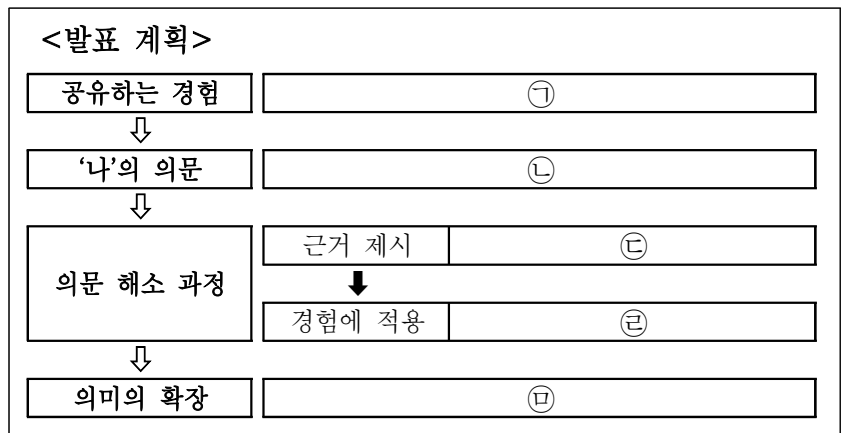 <발표 계획>
공유하는 경험 ㉠
⇩
‘나’의 의문 ㉡
⇩
근거 제시 ㉢
의문 해소 과정
경험에 적용 ㉣
⇩
의미의 확장 ㉤